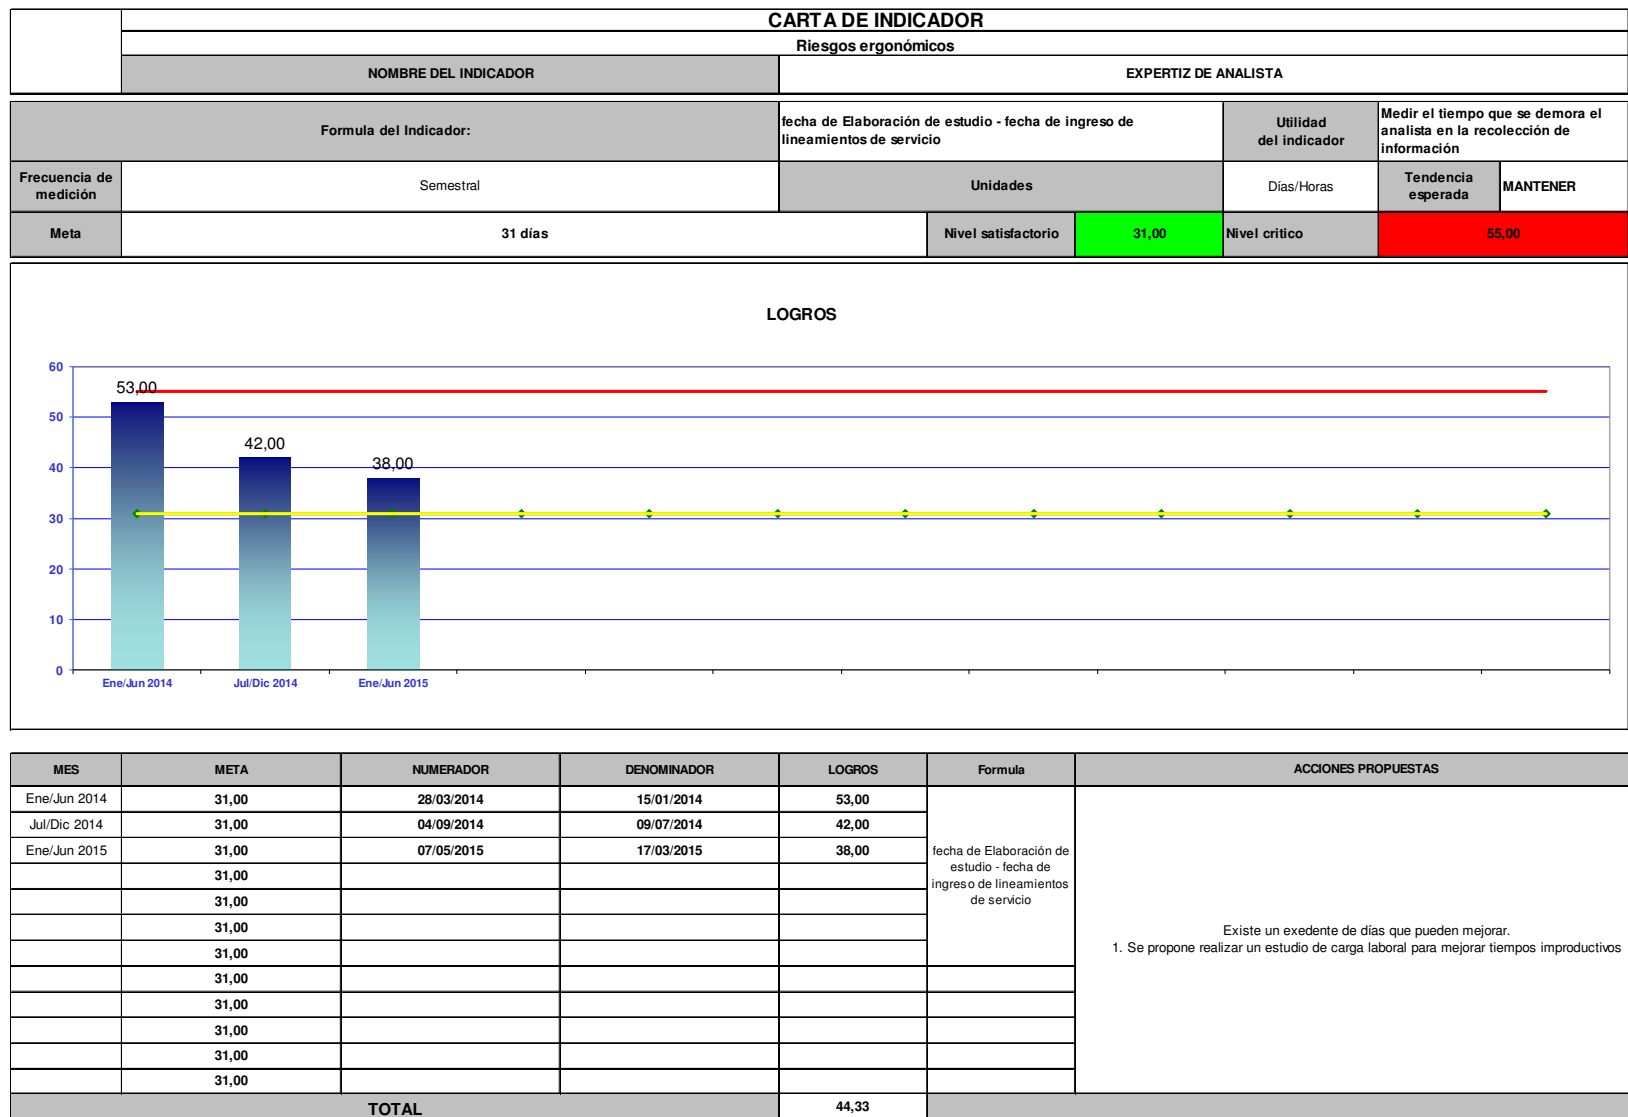 CARTA DE INDICADOR
Riesgos ergonómicos
NOMBRE DEL INDICADOR
EXPERTIZ DE ANALISTA
Formula del Indicador:
fecha de Elaboración de estudio - fecha de ingreso de
lineamientos de servicio
Utilidad
del indicador
Medir el tiempo que se demora el
analista en la recolección de
información
Frecuencia de
medición
Semestral
Unidades
Días/Horas
Tendencia
esperada
MANTENER
Meta
31 días
Nivel satisfactorio
31,00
Nivel critico
55,00
LOGROS
60
50
40
30
20
10
0
53,00
42,00
38,00
Ene/Jun 2014
Jul/Dic 2014
Ene/Jun 2015
MES META NUMERADOR DENOMINADOR LOGROS Formula ACCIONES PROPUESTAS
Ene/Jun 2014 31,00 28/03/2014 15/01/2014 53,00
Jul/Dic 2014 31,00 04/09/2014 09/07/2014 42,00
Ene/Jun 2015 31,00 07/05/2015 17/03/2015 38,00
31,00
31,00
31,00
31,00
31,00
31,00
31,00
31,00
31,00
fecha de Elaboración de
estudio - fecha de
ingreso de lineamientos
de servicio
Existe un exedente de días que pueden mejorar.
1. Se propone realizar un estudio de carga laboral para mejorar tiempos improductivos
TOTAL 44,33